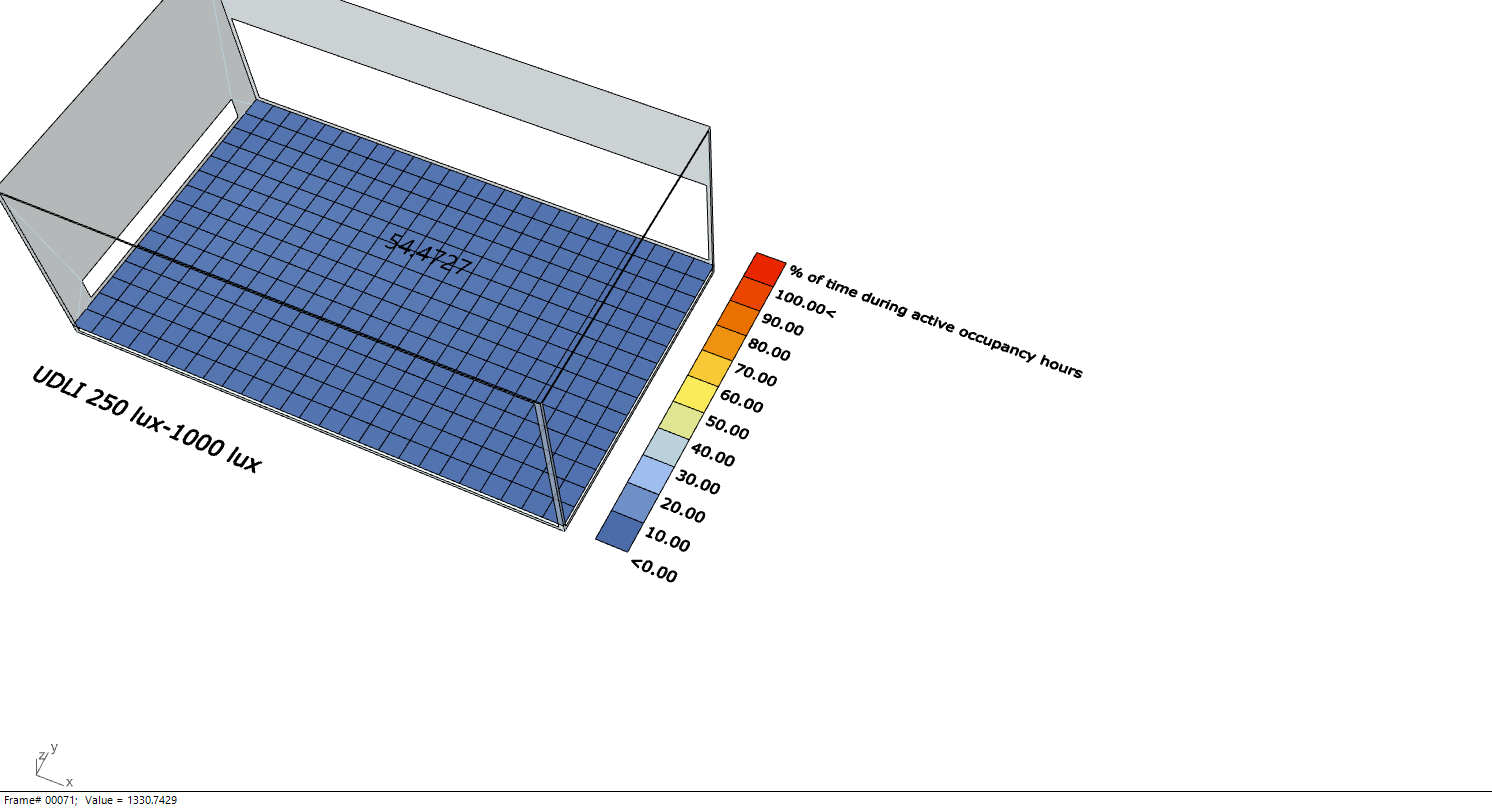 54.4727
UDLI 250 lux-1000 lux
% of time during active occupancy hours
100.00<
90.00
80.00
70.00
60.00
50.00
40.00
30.00
20.00
10.00
<0.00
z
y
x
Frame# 00071; Value = 1330.7429